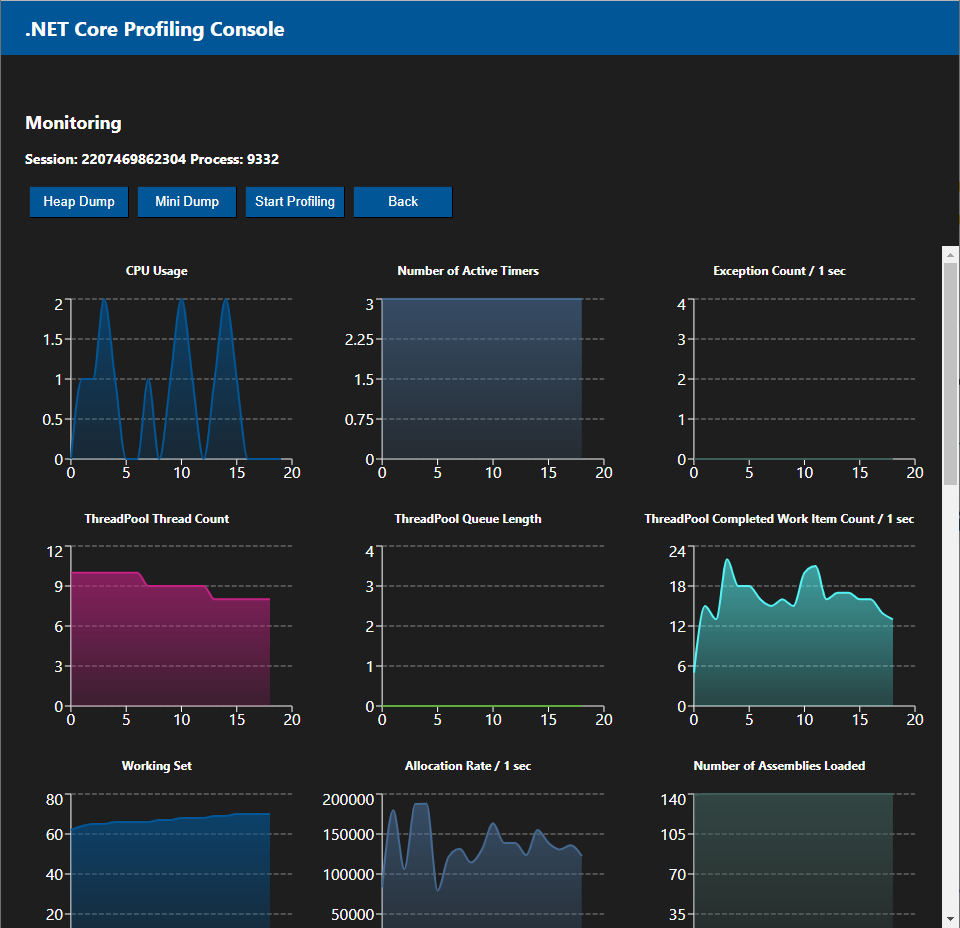 .NET Core Profiling Console
Monitoring
Session: 2207469862304 Process: 9332
Heap Dump Mini Dump Start Profiling Back
CPU Usage
2
1.5
1
0.5
0
0 5 10 15 20
Number of Active Timers
3
2.25
1.5
0.75
0
0 5 10 15 20
Exception Count / 1 sec
4
3
2
1
0
0 5 10 15 20
ThreadPool Thread Count
12
9
6
3
0
0 5 10 15 20
ThreadPool Queue Length
4
3
2
1
0
0 5 10 15 20
ThreadPool Completed Work Item Count / 1 sec
24
18
12
6
0
0 5 10 15 20
Working Set
80
60
40
20
Allocation Rate / 1 sec
200000
150000
100000
50000
Number of Assemblies Loaded
140
105
70
35